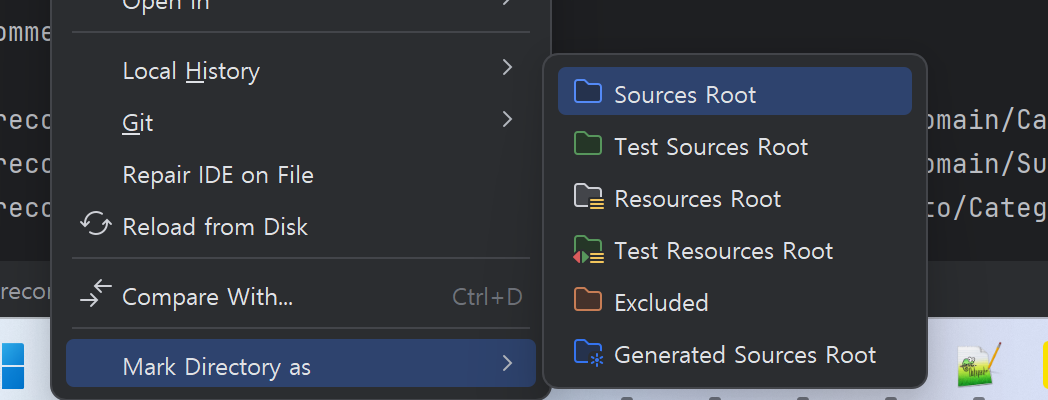 Open In
omme
Local History
Git
Repair IDE on File
Reload from Disk
Compare With... Ctrl+D
Mark Directory as
Sources Root
Test Sources Root
Resources Root
Test Resources Root
Excluded
Generated Sources Root
reco
reco
reco
omain/Ca
omain/Su
to/Categ
recor